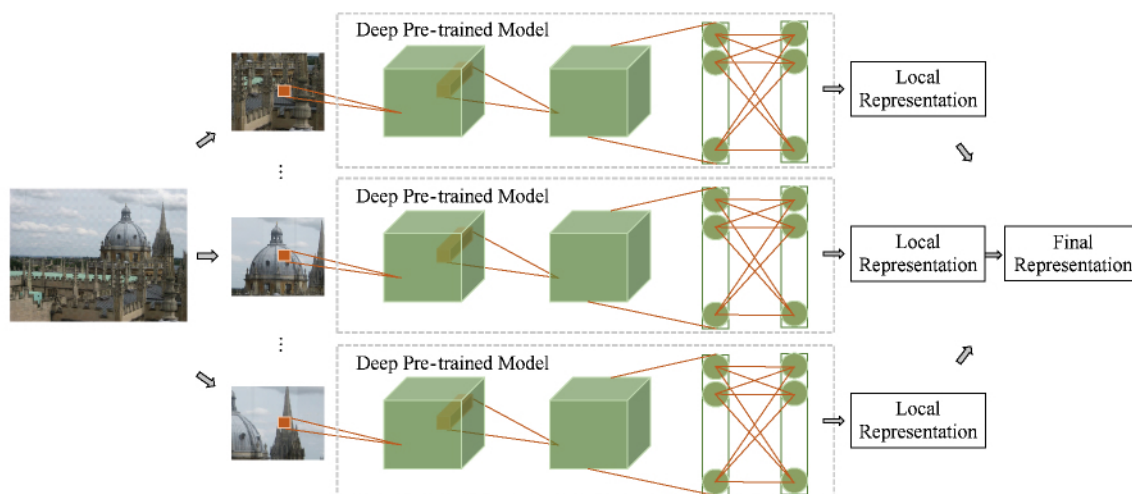 Deep Pre-trained Model
Local
Representation
⋮
Deep Pre-trained Model
Local
Representation
Final
Representation
⋮
Deep Pre-trained Model
Local
Representation